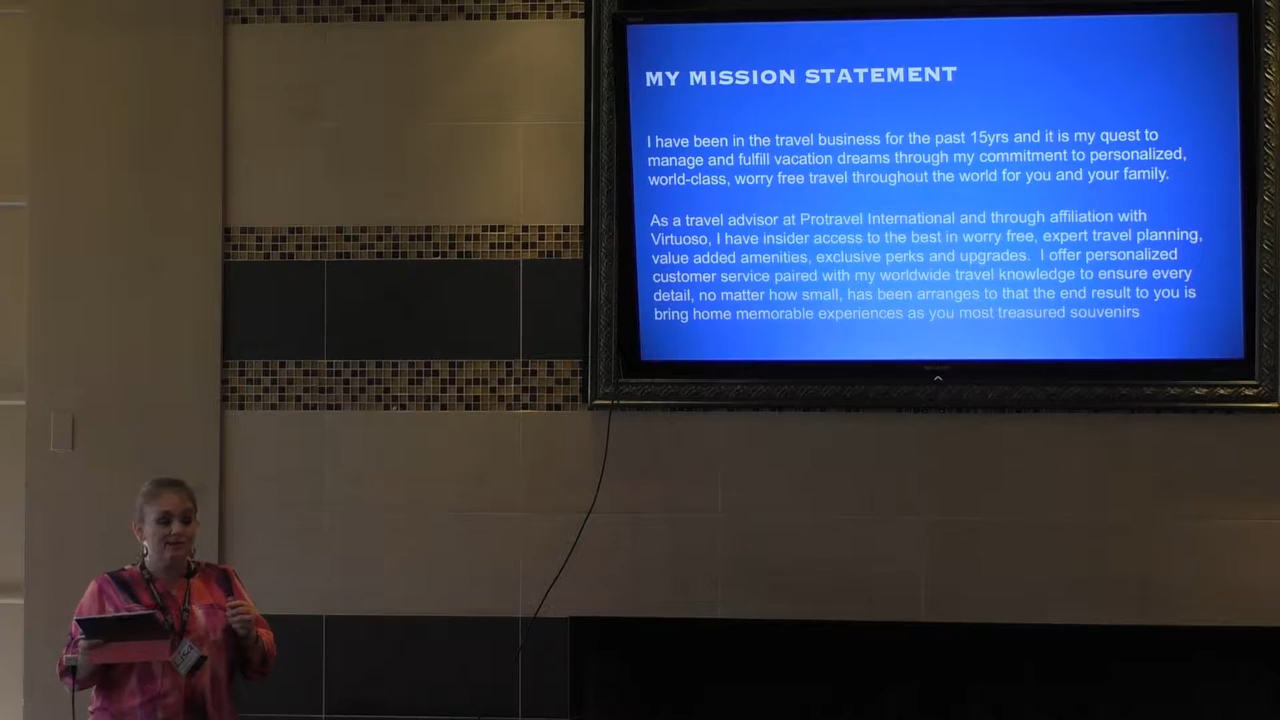 MY MISSION STATEMENT
I have been in the travel business for the past 15yrs and it is my quest to
manage and fulfill vacation dreams through my commitment to personalized,
world-class, worry free travel throughout the world for you and your family.
As a travel advisor at Protravel International and through affiliation with
Virtuoso, I have insider access to the best in worry free, expert travel planning,
value added amenities, exclusive perks and upgrades. I offer personalized
customer service paired with my worldwide travel knowledge to ensure every
detail, no matter how small, has been arranges to that the end result to you is
bring home memorable experiences as you most treasured souvenirs